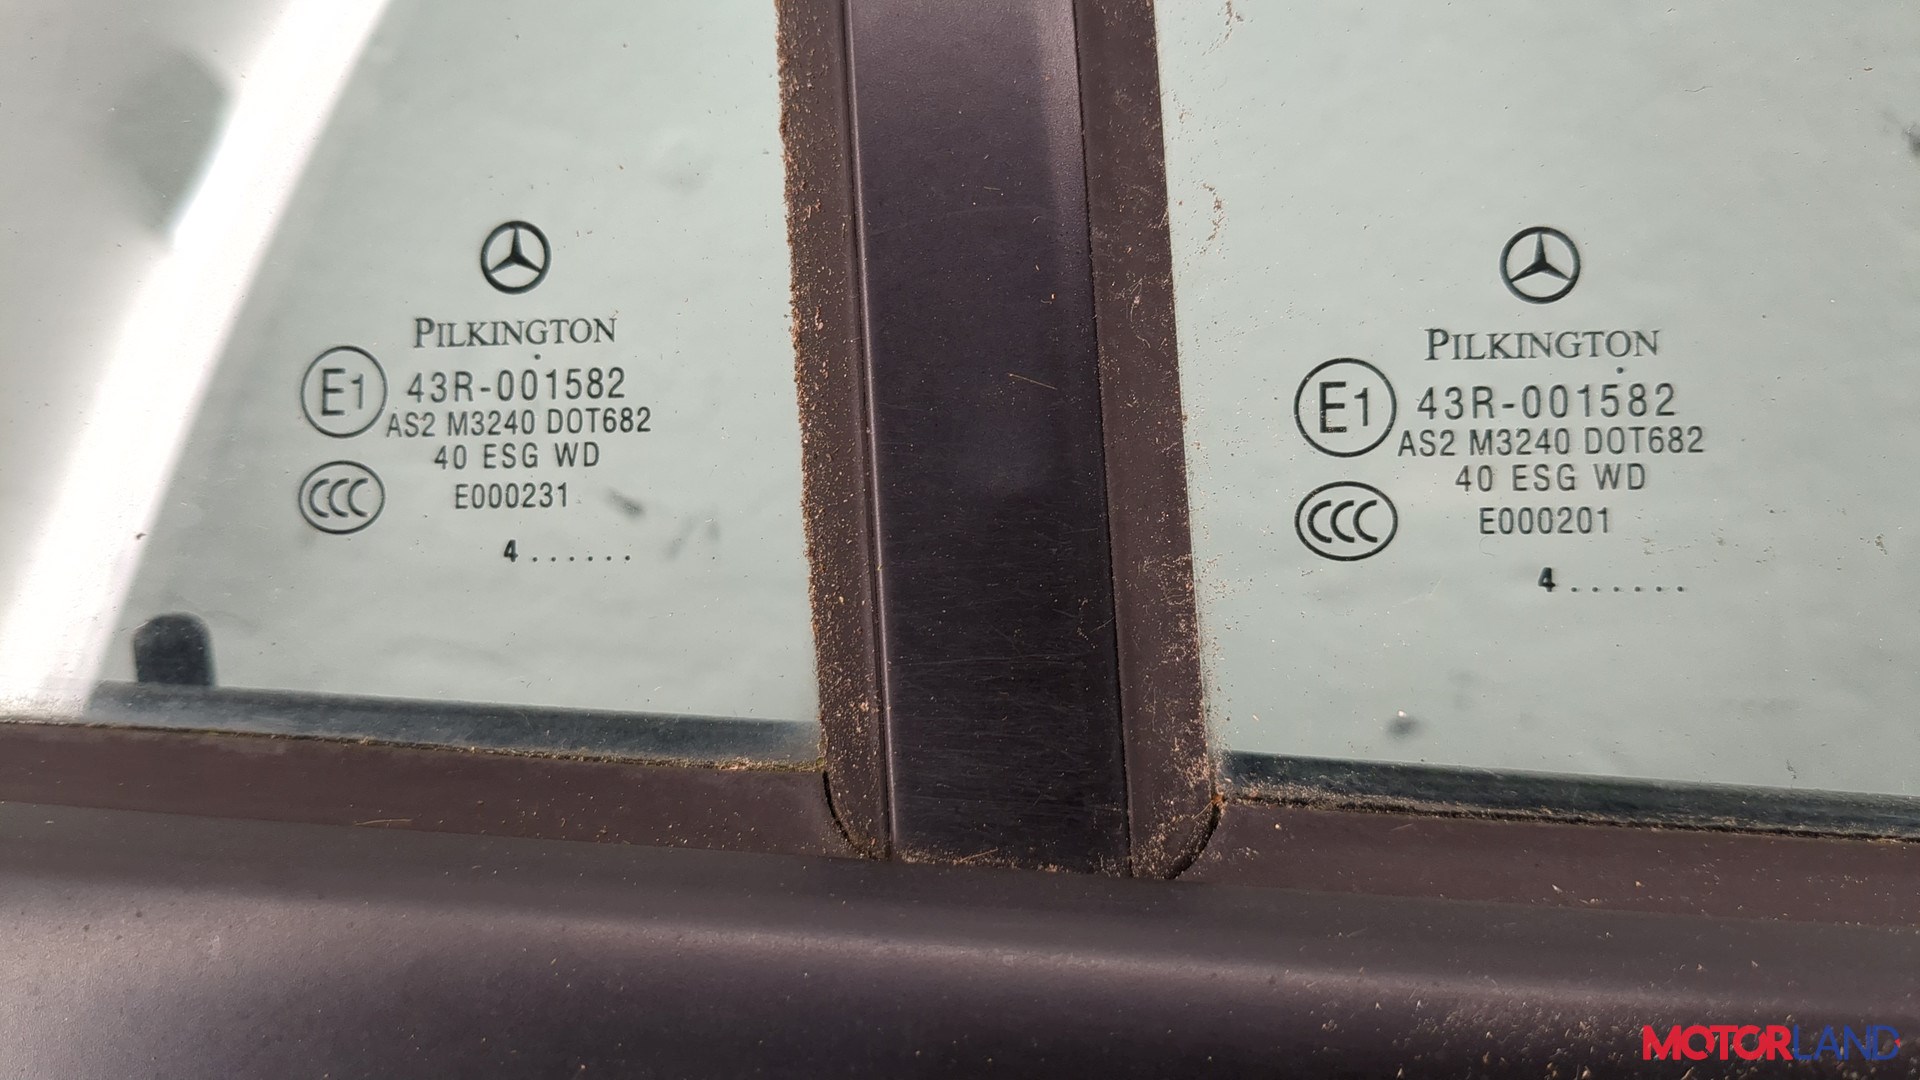 PILKINGTON
E1 43R-001582
AS2 M3240 DOT682
40 ESG WD
CCC E000231
4 . . . . . .
PILKINGTON
E1 43R-001582
AS2 M3240 DOT682
40 ESG WD
CCC E000201
4 . . . . . .
MOTORLAND